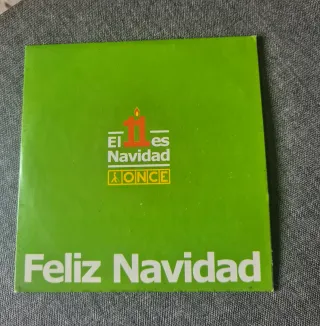 El 11 es
Navidad
ONCE
Feliz Navidad